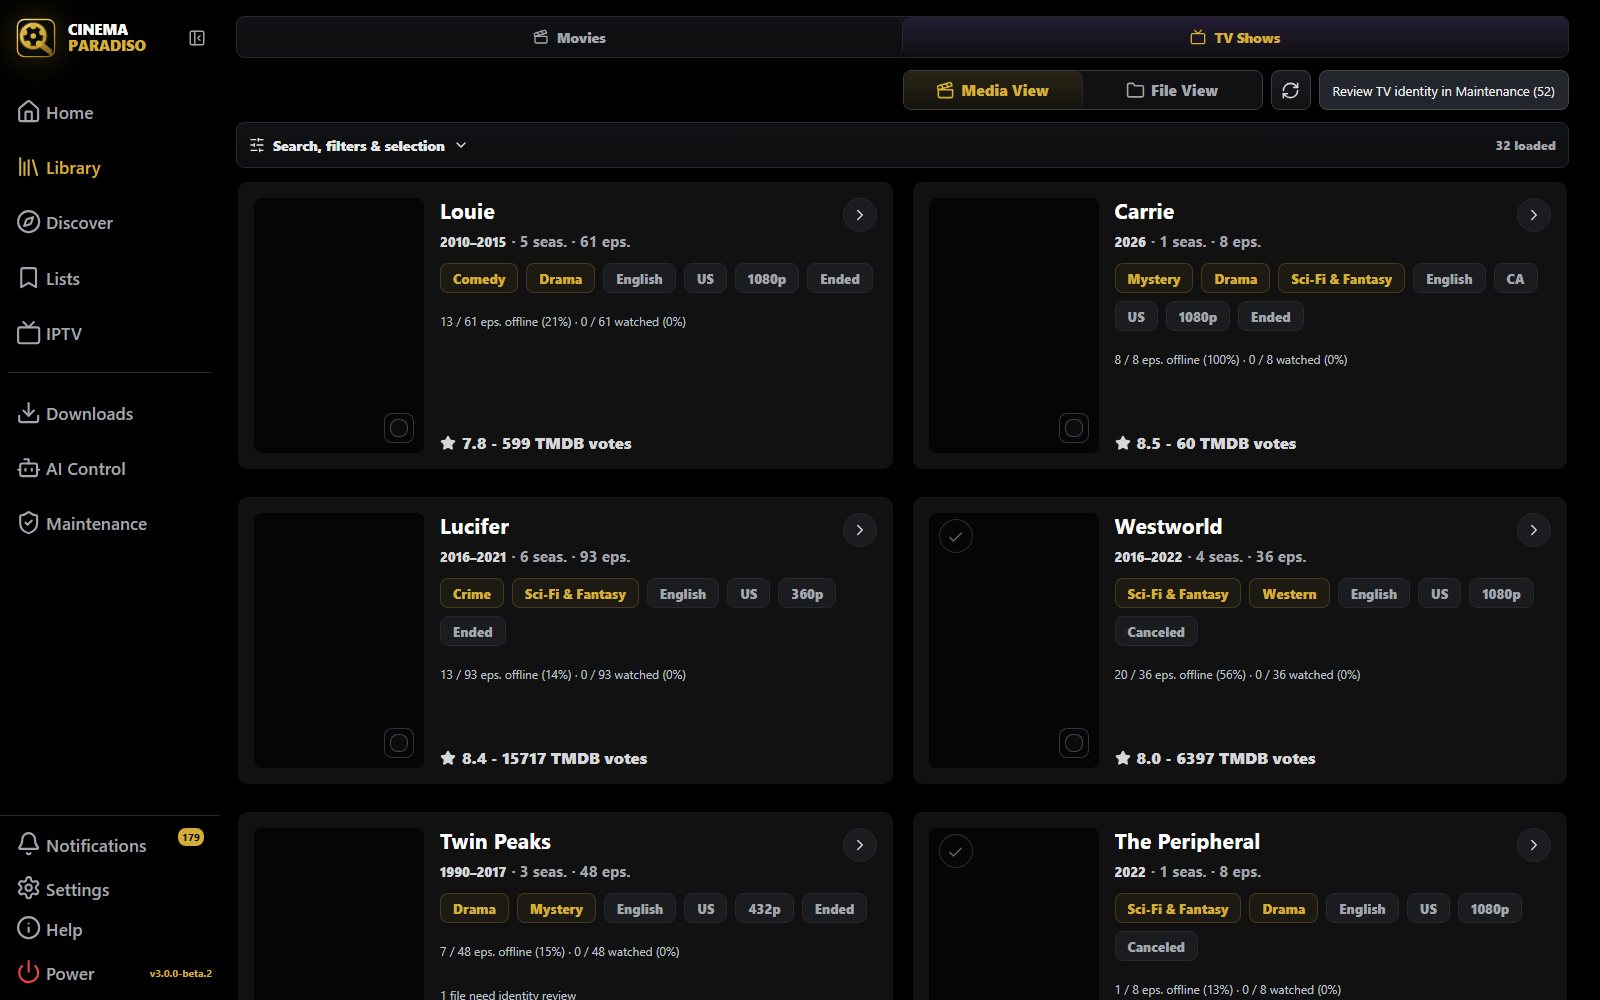 CINEMA
PARADISO
Home
Library
Discover
Lists
IPTV
Downloads
AI Control
Maintenance
Notifications 179
Settings
Help
Power v3.0.0-beta.2
Movies TV Shows
Media View File View Review TV identity in Maintenance (52)
Search, filters & selection 32 loaded
Louie
2010–2015 · 5 seas. · 61 eps.
Comedy Drama English US 1080p Ended
13 / 61 eps. offline (21%) · 0 / 61 watched (0%)
7.8 - 599 TMDB votes
Carrie
2026 · 1 seas. · 8 eps.
Mystery Drama Sci-Fi & Fantasy English CA
US 1080p Ended
8 / 8 eps. offline (100%) · 0 / 8 watched (0%)
8.5 - 60 TMDB votes
Lucifer
2016–2021 · 6 seas. · 93 eps.
Crime Sci-Fi & Fantasy English US 360p
Ended
13 / 93 eps. offline (14%) · 0 / 93 watched (0%)
8.4 - 15717 TMDB votes
Westworld
2016–2022 · 4 seas. · 36 eps.
Sci-Fi & Fantasy Western English US 1080p
Canceled
20 / 36 eps. offline (56%) · 0 / 36 watched (0%)
8.0 - 6397 TMDB votes
Twin Peaks
1990–2017 · 3 seas. · 48 eps.
Drama Mystery English US 432p Ended
7 / 48 eps. offline (15%) · 0 / 48 watched (0%)
1 file need identity review
The Peripheral
2022 · 1 seas. · 8 eps.
Sci-Fi & Fantasy Drama English US 1080p
Canceled
1 / 8 eps. offline (13%) · 0 / 8 watched (0%)